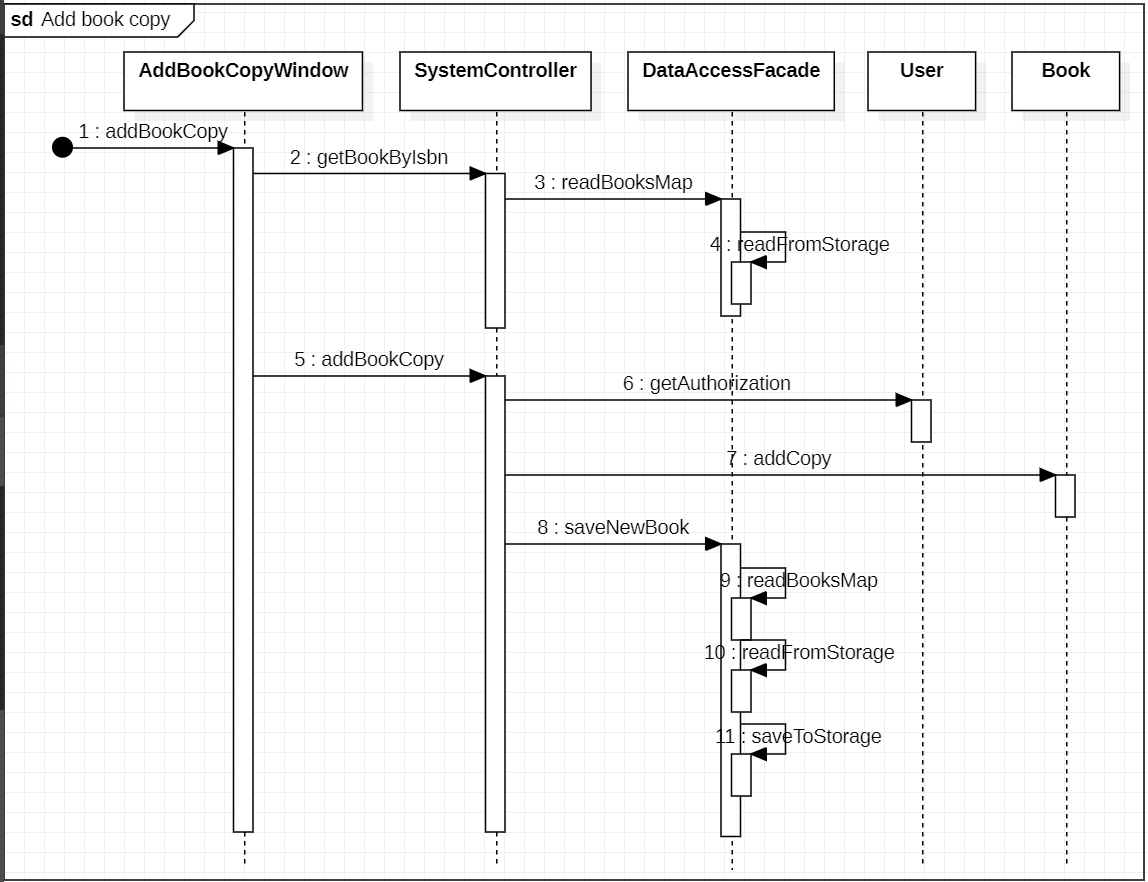 sd Add book copy
AddBookCopyWindow
SystemController
DataAccessFacade
User
Book
1 : addBookCopy
2 : getBookByIsbn
3 : readBooksMap
4 : readFromStorage
5 : addBookCopy
6 : getAuthorization
7 : addCopy
8 : saveNewBook
9 : readBooksMap
10 : readFromStorage
11 : saveToStorage